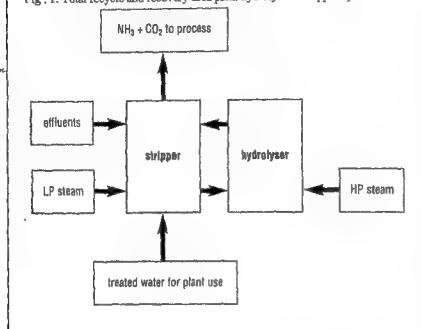 NH₃ + CO₂ to process
effluents
stripper
hydrolyser
LP steam
HP steam
treated water for plant use